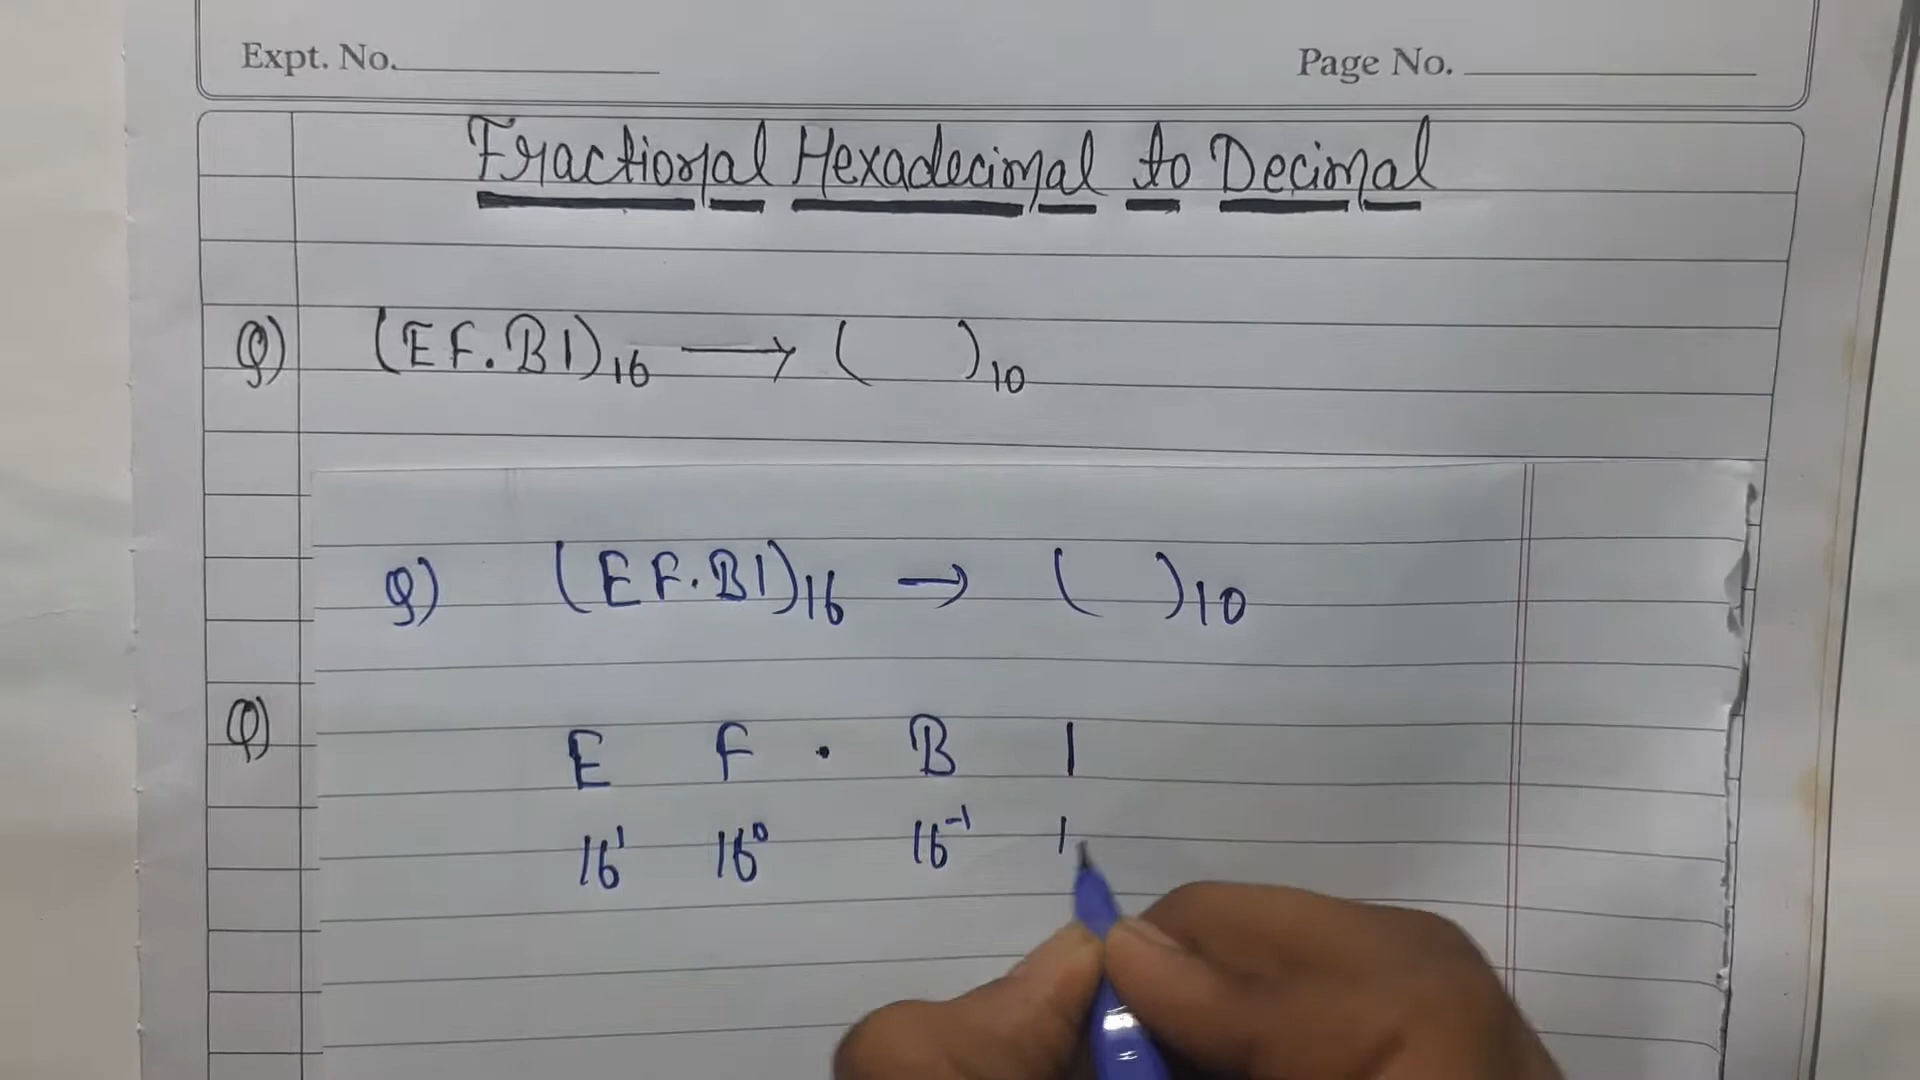 Expt. No. Page No.
Fractional Hexadecimal to Decimal
Q) (EF.B1)₁₆ → ( )₁₀
Q) (EF.B1)₁₆ → ( )₁₀
Q) E F . B 1
16¹ 16⁰ 16⁻¹ 1